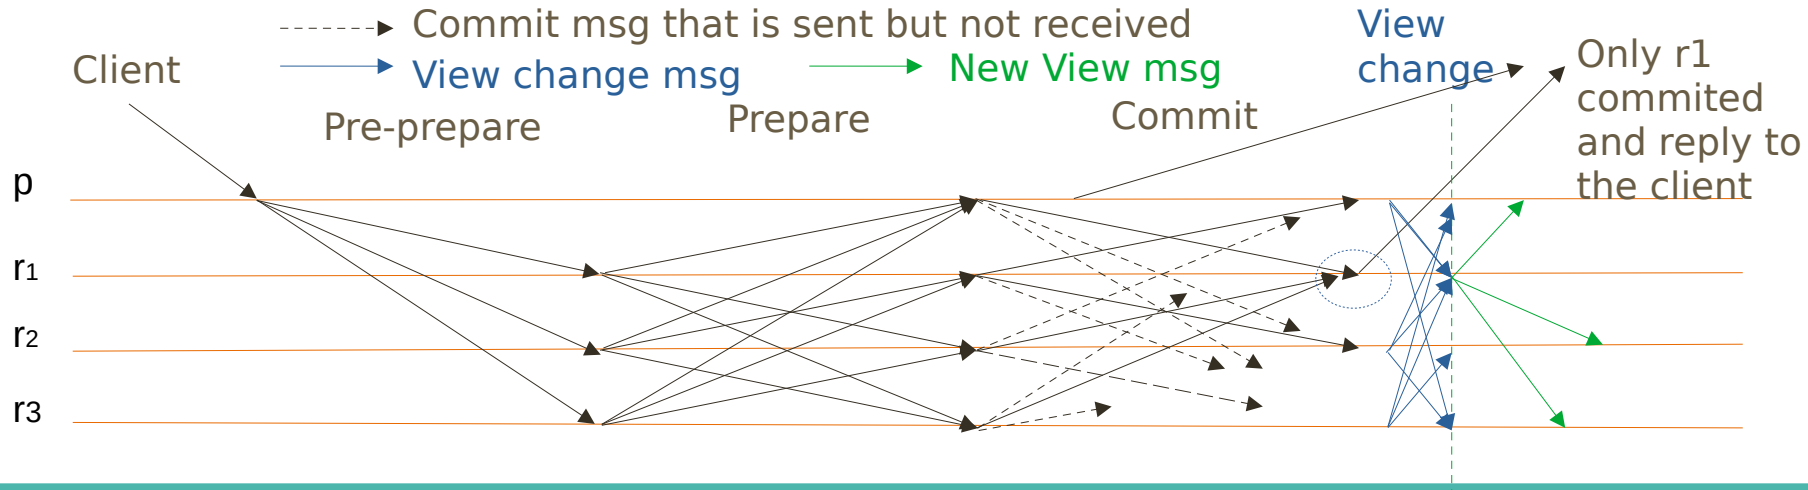 Commit msg that is sent but not received
View
change
Client
View change msg
New View msg
Only r1
commited
and reply to
the client
Pre-prepare
Prepare
Commit
p
r1
r2
r3